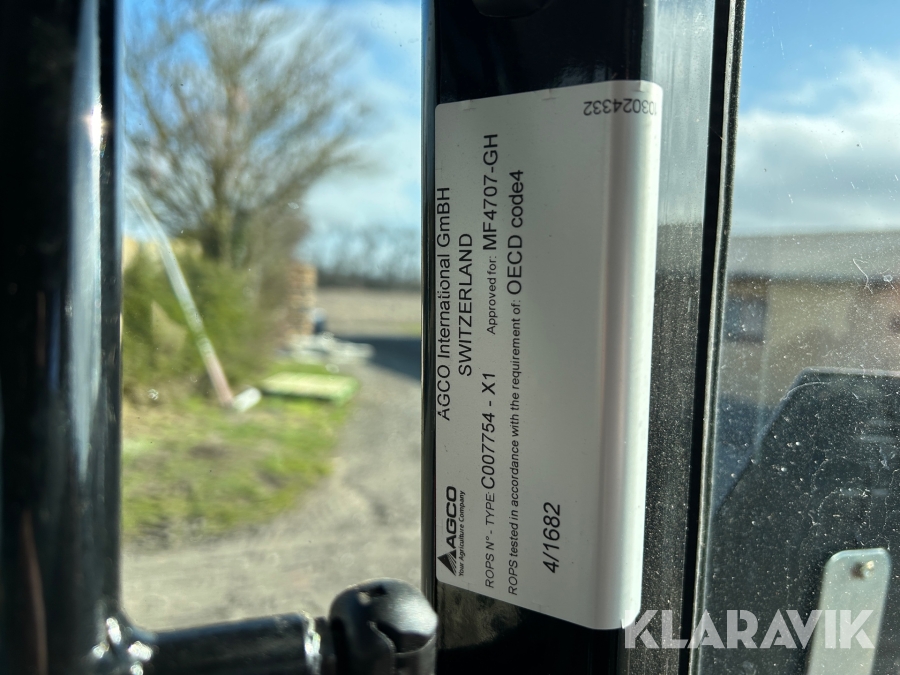 AGCO
Your Agriculture Company
AGCO International GmBH
SWITZERLAND
ROPS N° - TYPE: C007754 - X1 Approved for: MF4707-GH
ROPS tested in accordance with the requirement of: OECD code4
4/1682
103024332
KLARAVIK